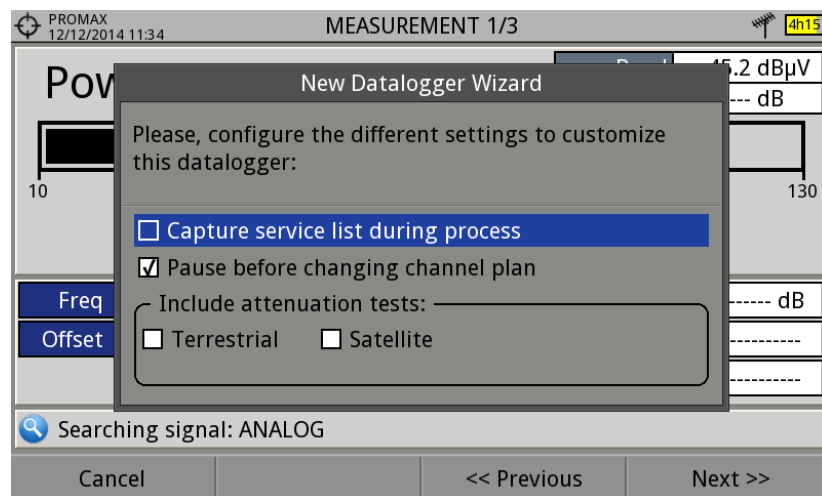 PROMAX
12/12/2014 11:34
MEASUREMENT 1/3
4h15
New Datalogger Wizard
.2 dBµV
--- dB
Please, configure the different settings to customize
this datalogger:
10
130
Capture service list during process
Pause before changing channel plan
Include attenuation tests:
Terrestrial
Satellite
Freq
------ dB
Offset
----------
----------
Searching signal: ANALOG
Cancel
<< Previous
Next >>